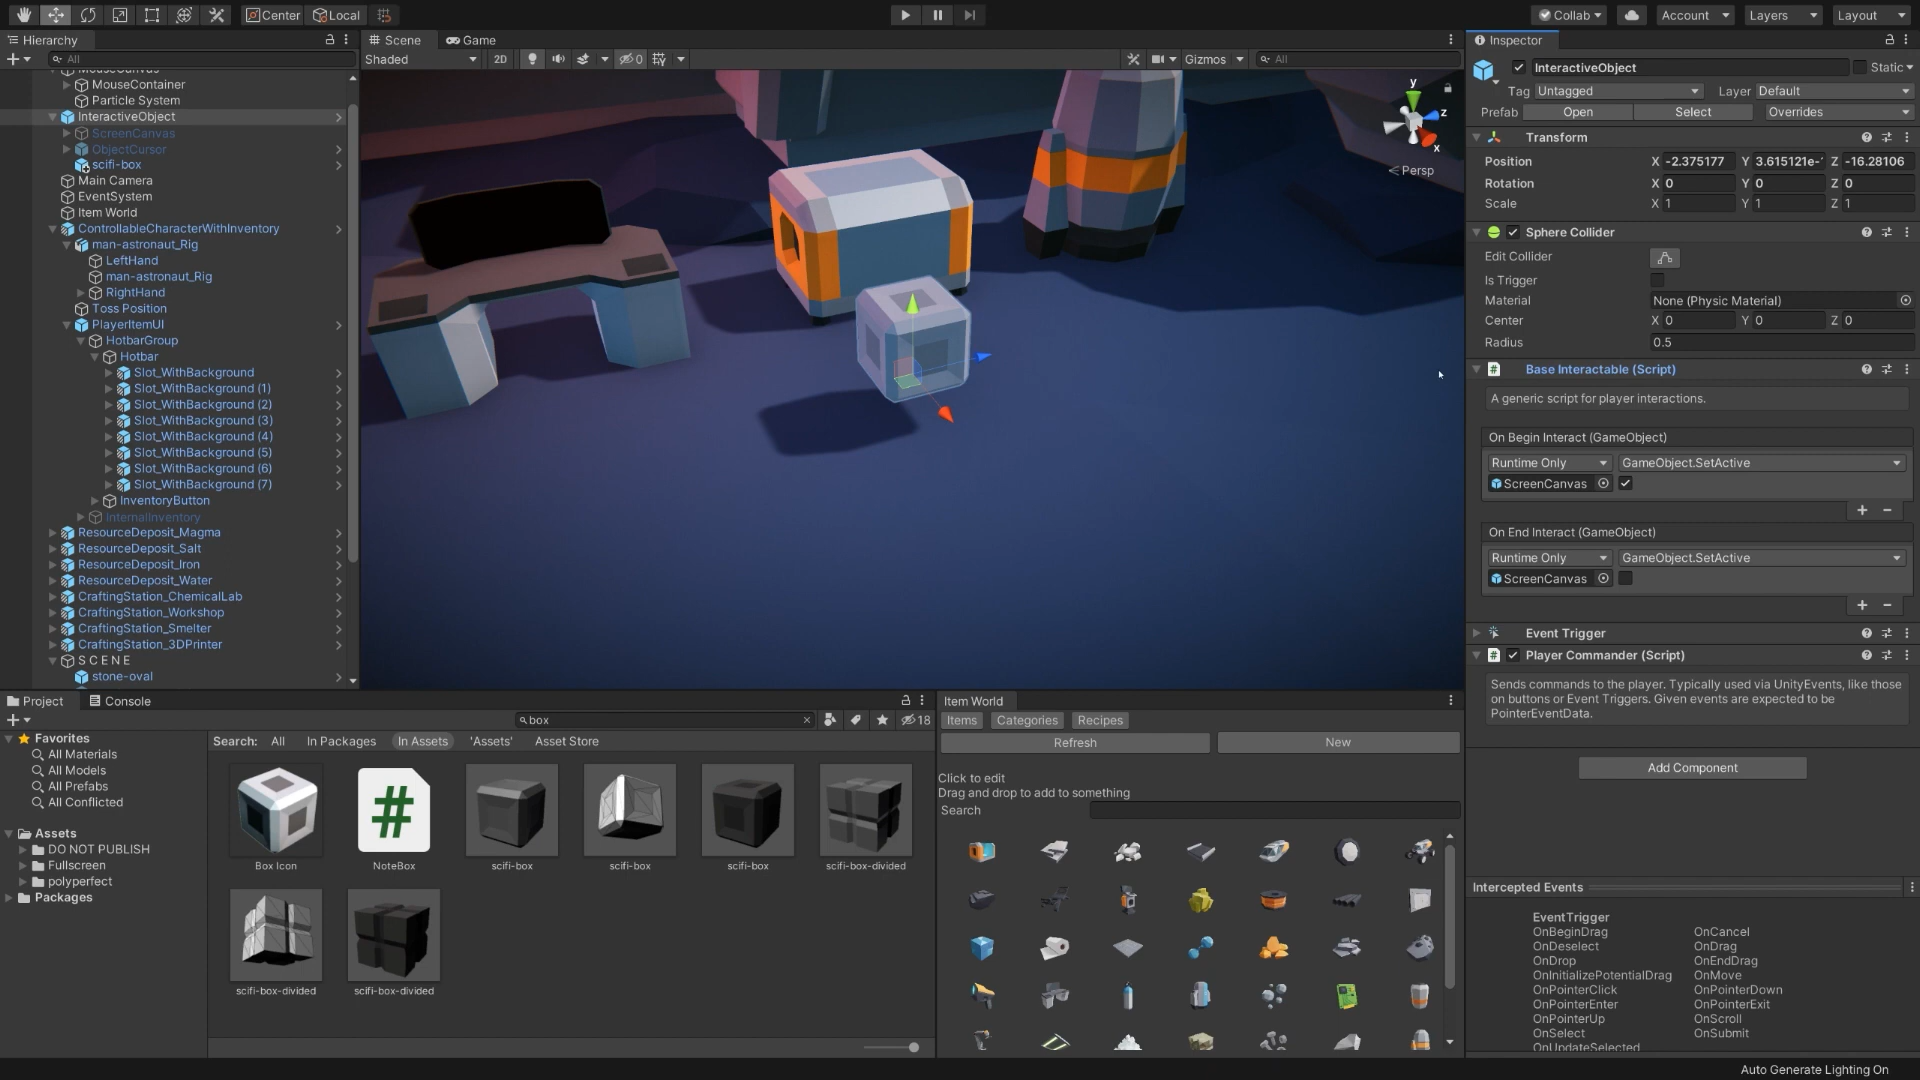 Center Local
Collab Account Layers Layout
Hierarchy
All
MouseCanvas
MouseContainer
Particle System
InteractiveObject
ScreenCanvas
ObjectCursor
scifi-box
Main Camera
EventSystem
Item World
ControllableCharacterWithInventory
man-astronaut_Rig
LeftHand
man-astronaut_Rig
RightHand
Toss Position
PlayerItemUI
HotbarGroup
Hotbar
Slot_WithBackground
Slot_WithBackground (1)
Slot_WithBackground (2)
Slot_WithBackground (3)
Slot_WithBackground (4)
Slot_WithBackground (5)
Slot_WithBackground (6)
Slot_WithBackground (7)
InventoryButton
InternalInventory
ResourceDeposit_Magma
ResourceDeposit_Salt
ResourceDeposit_Iron
ResourceDeposit_Water
CraftingStation_ChemicalLab
CraftingStation_Workshop
CraftingStation_Smelter
CraftingStation_3DPrinter
S C E N E
stone-oval
Scene Game
Shaded 2D 0 Gizmos All
y
z
x
Persp
Inspector
InteractiveObject Static
Tag Untagged Layer Default
Prefab Open Select Overrides
Transform
Position X -2.375177 Y 3.615121e- Z -16.28106
Rotation X 0 Y 0 Z 0
Scale X 1 Y 1 Z 1
Sphere Collider
Edit Collider
Is Trigger
Material None (Physic Material)
Center X 0 Y 0 Z 0
Radius 0.5
Base Interactable (Script)
A generic script for player interactions.
On Begin Interact (GameObject)
Runtime Only GameObject.SetActive
ScreenCanvas
+ −
On End Interact (GameObject)
Runtime Only GameObject.SetActive
ScreenCanvas
+ −
Event Trigger
Player Commander (Script)
Sends commands to the player. Typically used via UnityEvents, like those
on buttons or Event Triggers. Given events are expected to be
PointerEventData.
Add Component
Intercepted Events
EventTrigger
OnBeginDrag OnCancel
OnDeselect OnDrag
OnDrop OnEndDrag
OnInitializePotentialDrag OnMove
OnPointerClick OnPointerDown
OnPointerEnter OnPointerExit
OnPointerUp OnScroll
OnSelect OnSubmit
OnUpdateSelected
Project Console
box 18
Favorites
All Materials
All Models
All Prefabs
All Conflicted
Assets
DO NOT PUBLISH
Fullscreen
polyperfect
Packages
Search: All In Packages In Assets 'Assets' Asset Store
#
Box Icon NoteBox scifi-box scifi-box scifi-box scifi-box-divided
scifi-box-divided scifi-box-divided
Item World
Items Categories Recipes
Refresh New
Click to edit
Drag and drop to add to something
Search
Auto Generate Lighting On